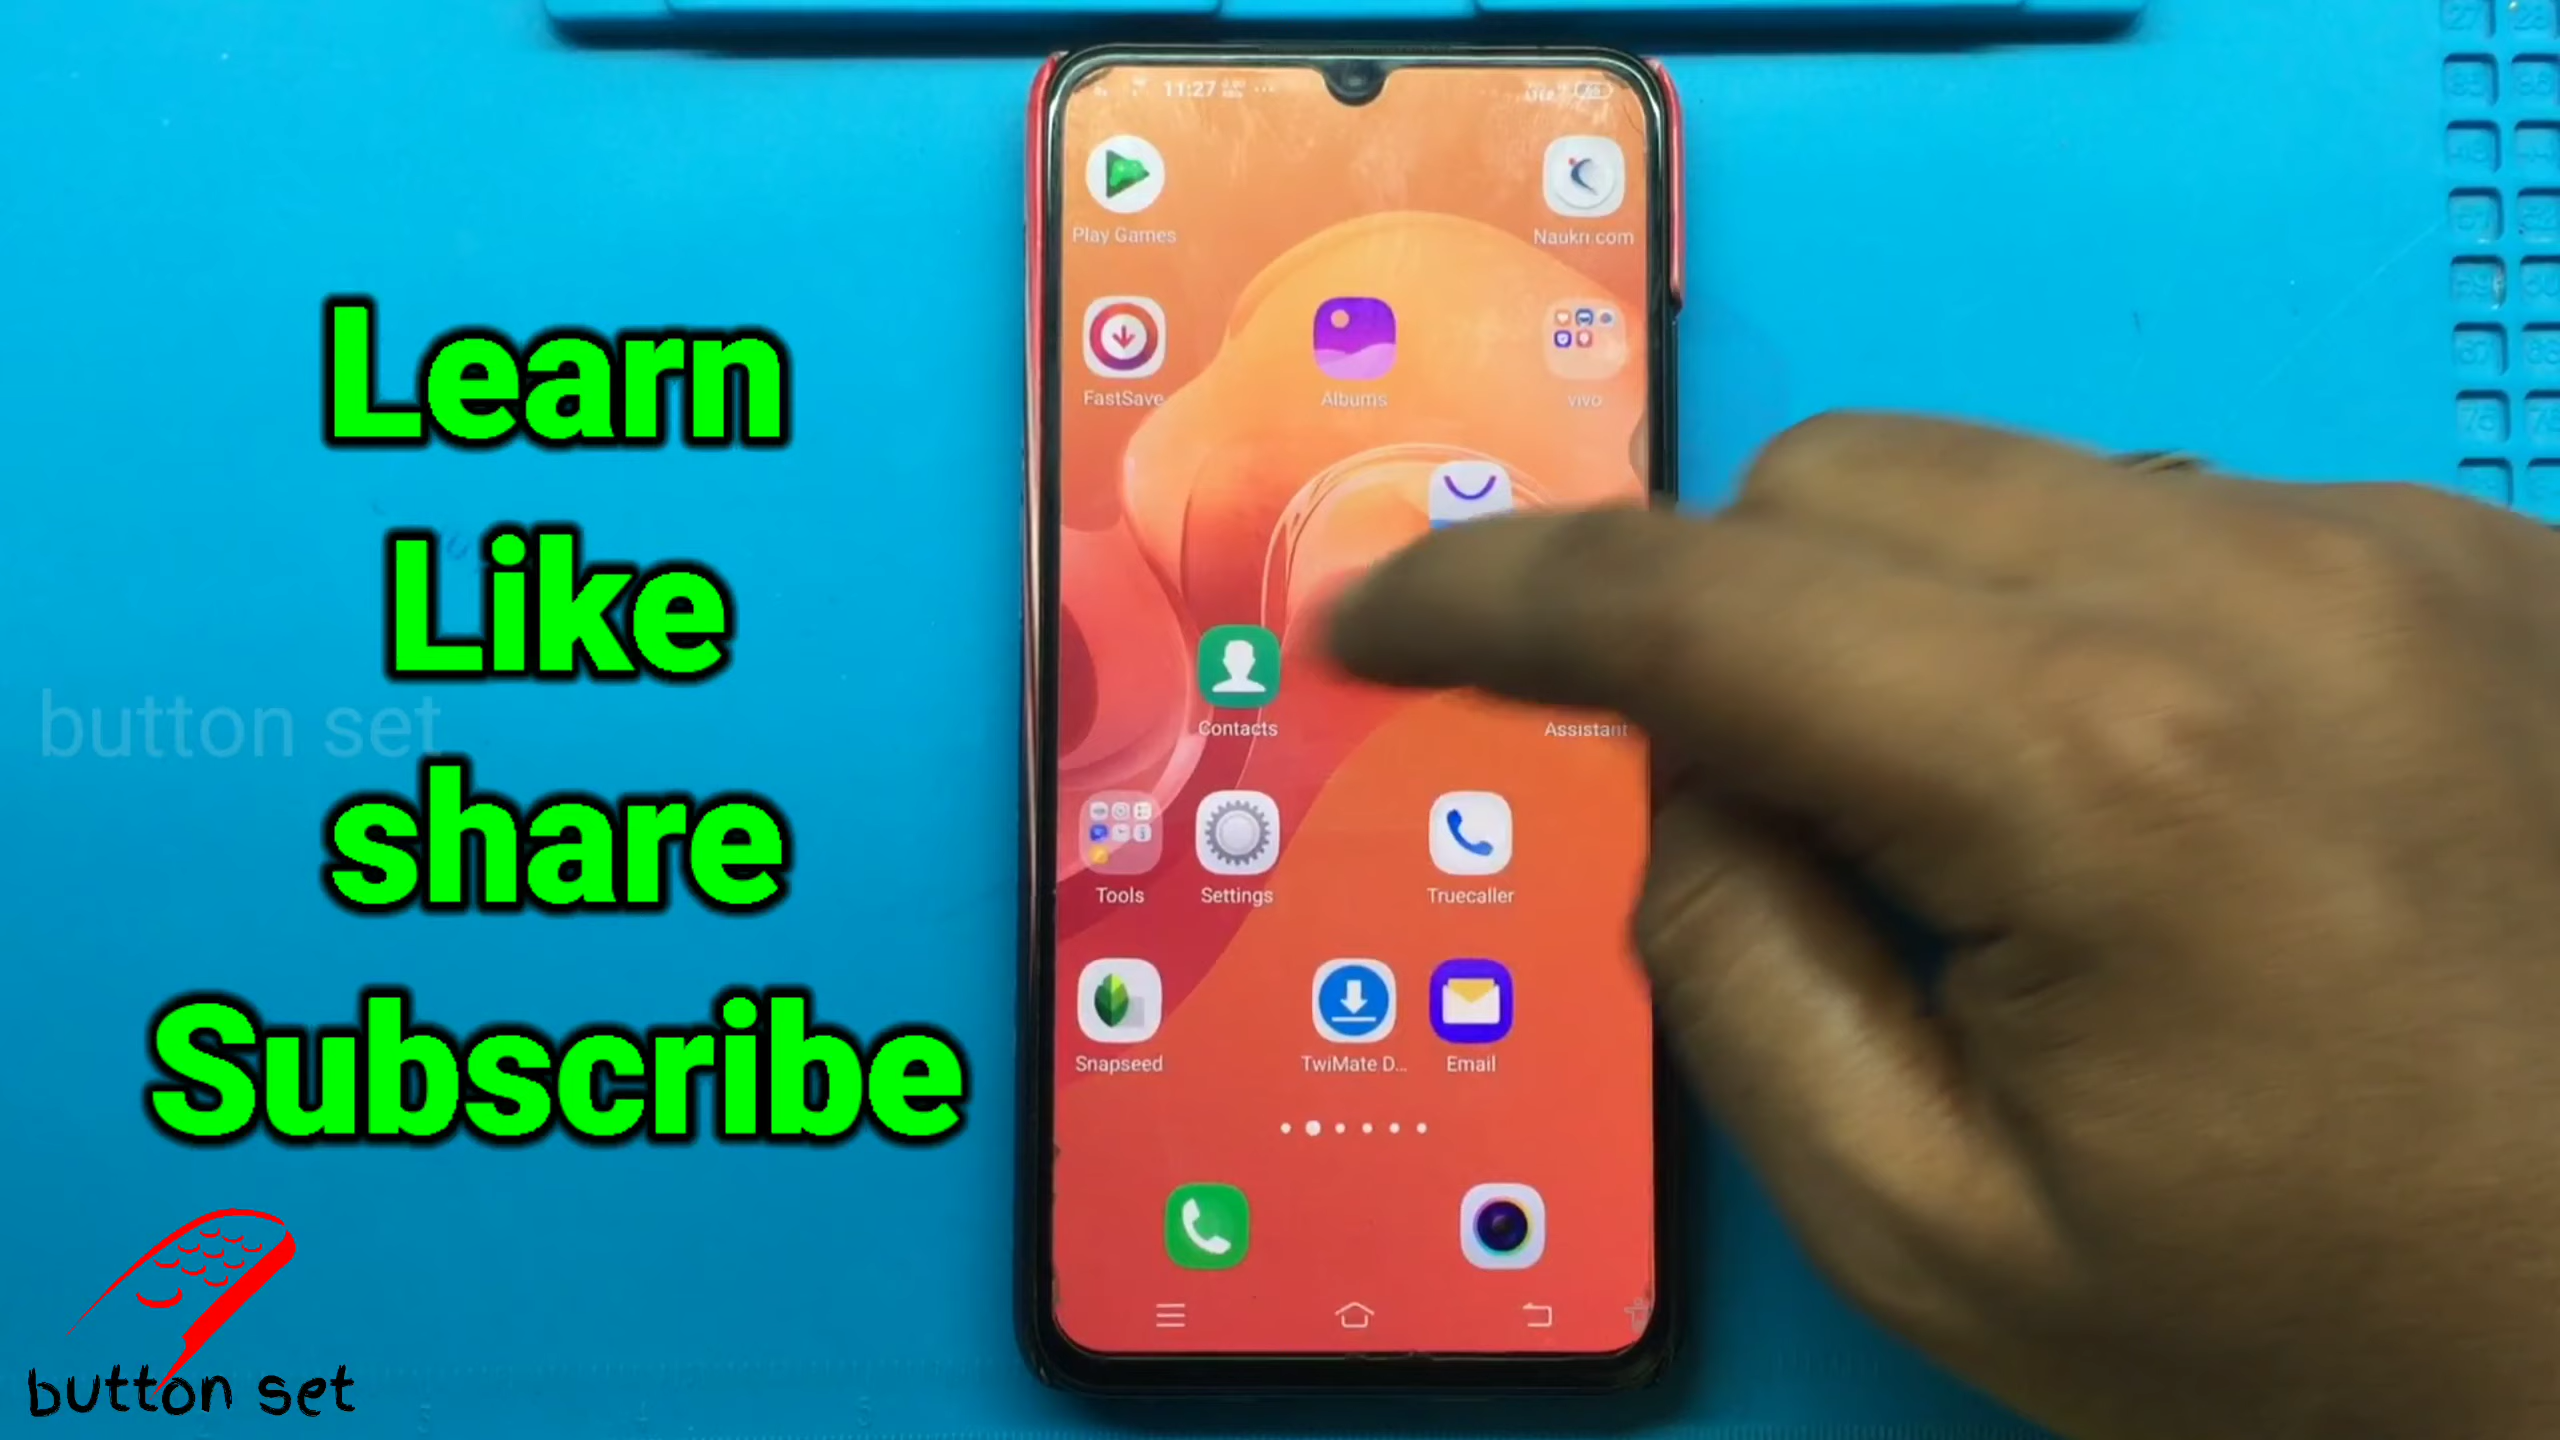 Learn
Like
share
Subscribe
button set
button set
11:27
Play Games
Naukri.com
FastSave
Albums
vivo
Contacts
Assistant
Tools
Settings
Truecaller
Snapseed
TwiMate D...
Email